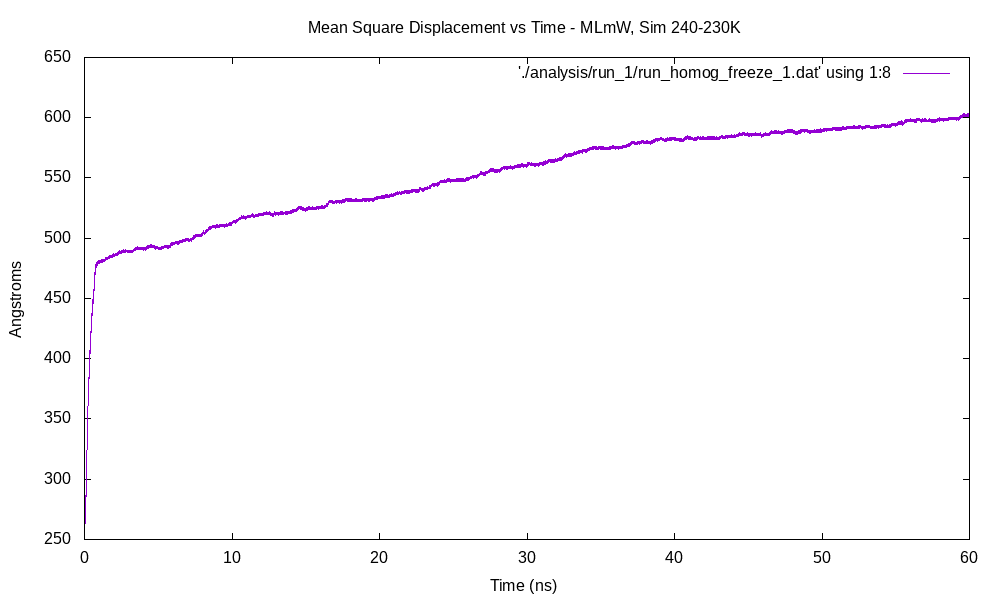 Mean Square Displacement vs Time - MLmW, Sim 240-230K
'./analysis/run_1/run_homog_freeze_1.dat' using 1:8
650
600
550
500
450
400
350
300
250
Angstroms
0 10 20 30 40 50 60
Time (ns)